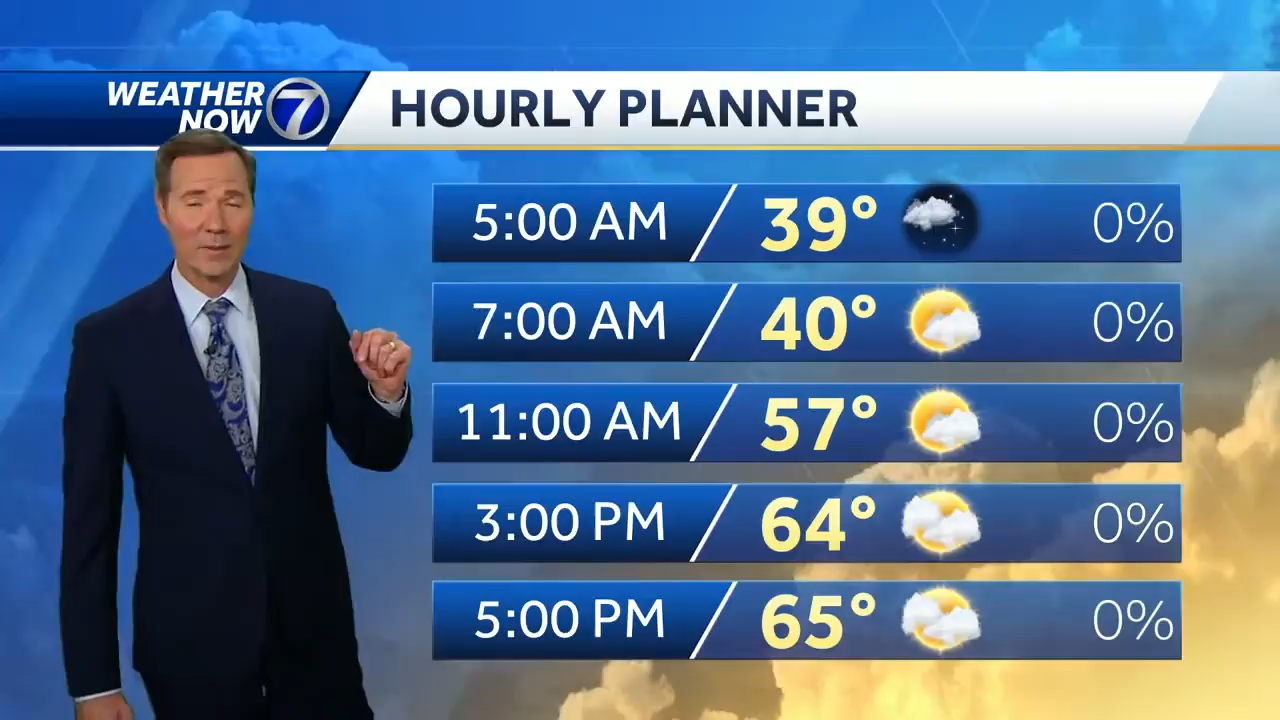 WEATHER
NOW 7
HOURLY PLANNER
5:00 AM 39° 0%
7:00 AM 40° 0%
11:00 AM 57° 0%
3:00 PM 64° 0%
5:00 PM 65° 0%